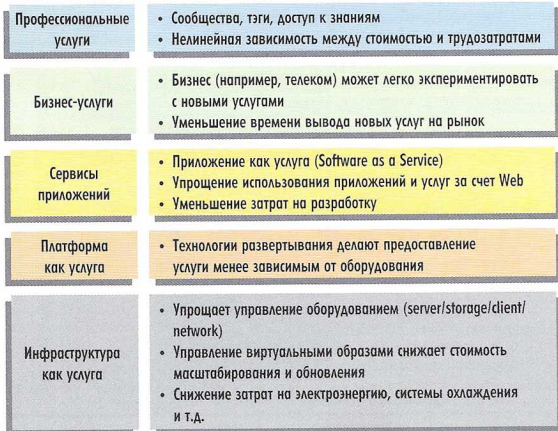 Профессиональные
услуги
• Сообщества, тэги, доступ к знаниям
• Нелинейная зависимость между стоимостью и трудозатратами
Бизнес-услуги
• Бизнес (например, телеком) может легко экспериментировать
с новыми услугами
• Уменьшение времени вывода новых услуг на рынок
Сервисы
приложений
• Приложение как услуга (Software as a Service)
• Упрощение использования приложений и услуг за счет Web
• Уменьшение затрат на разработку
Платформа
как услуга
• Технологии развертывания делают предоставление
услуги менее зависимым от оборудования
Инфраструктура
как услуга
• Упрощает управление оборудованием (server/storage/client/
network)
• Управление виртуальными образами снижает стоимость
масштабирования и обновления
• Снижение затрат на электроэнергию, системы охлаждения
и т.д.